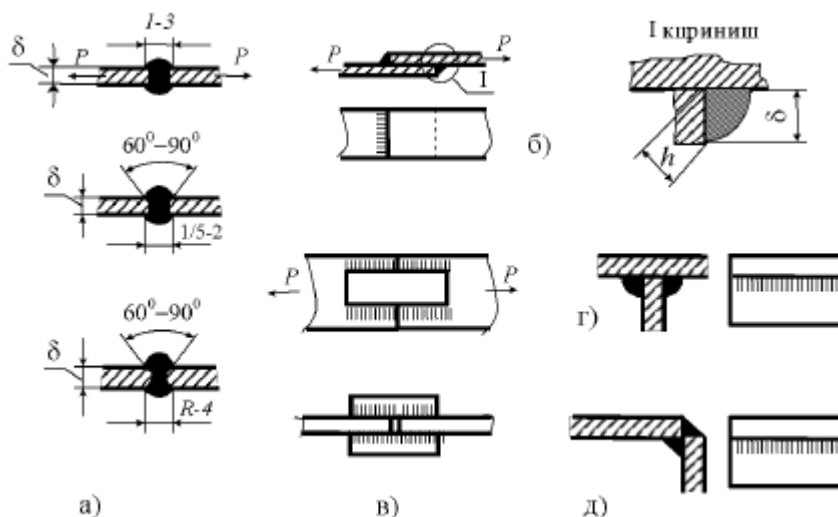 1-3
P
P
δ
60⁰–90⁰
δ
1/5-2
60⁰–90⁰
δ
R-4
а)
P
P
I
б)
P
P
в)
I кцриниш
δ
h
г)
д)